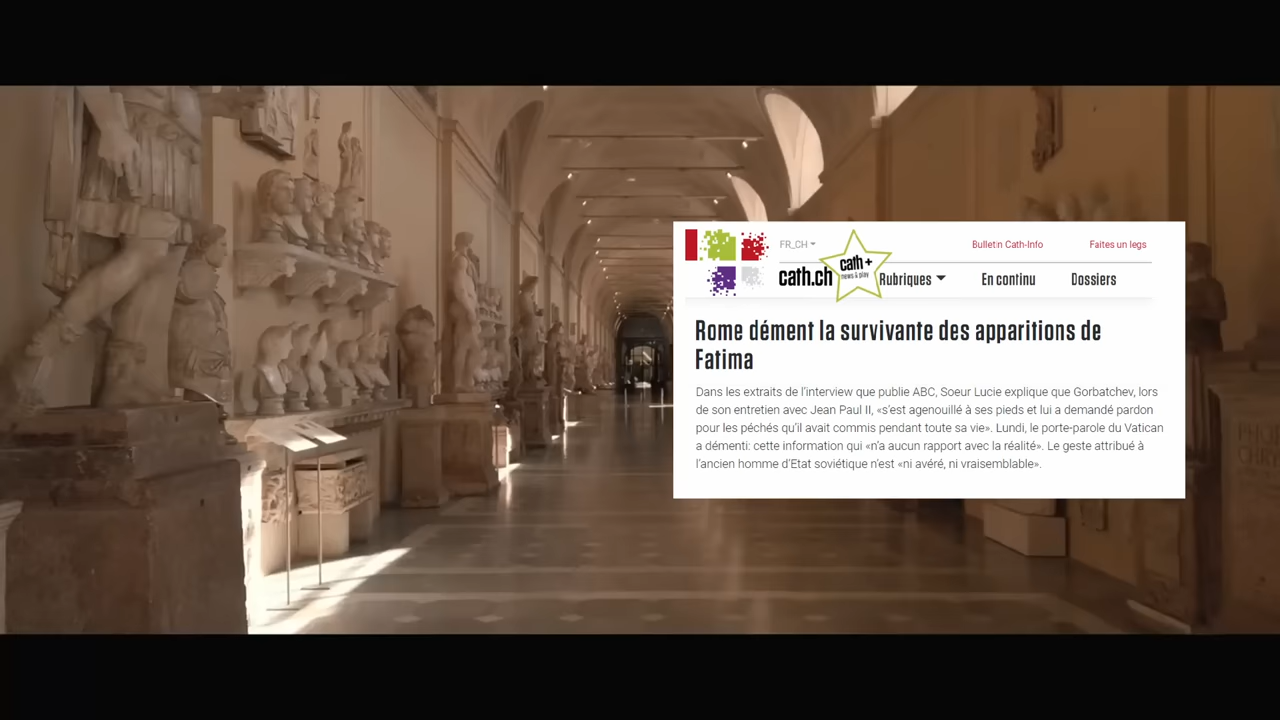 FR_CH
Bulletin Cath-Info
Faites un legs
cath.ch
cath +
news & play
Rubriques
En continu
Dossiers
Rome dément la survivante des apparitions de
Fatima
Dans les extraits de l'interview que publie ABC, Soeur Lucie explique que Gorbatchev, lors
de son entretien avec Jean Paul II, «s'est agenouillé à ses pieds et lui a demandé pardon
pour les péchés qu'il avait commis pendant toute sa vie». Lundi, le porte-parole du Vatican
a démenti: cette information qui «n'a aucun rapport avec la réalité». Le geste attribué à
l'ancien homme d'Etat soviétique n'est «ni avéré, ni vraisemblable».